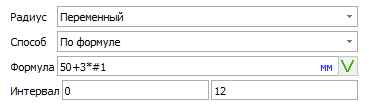 Радиус Переменный
Способ По формуле
Формула 50+3*#1 мм
Интервал 0 12